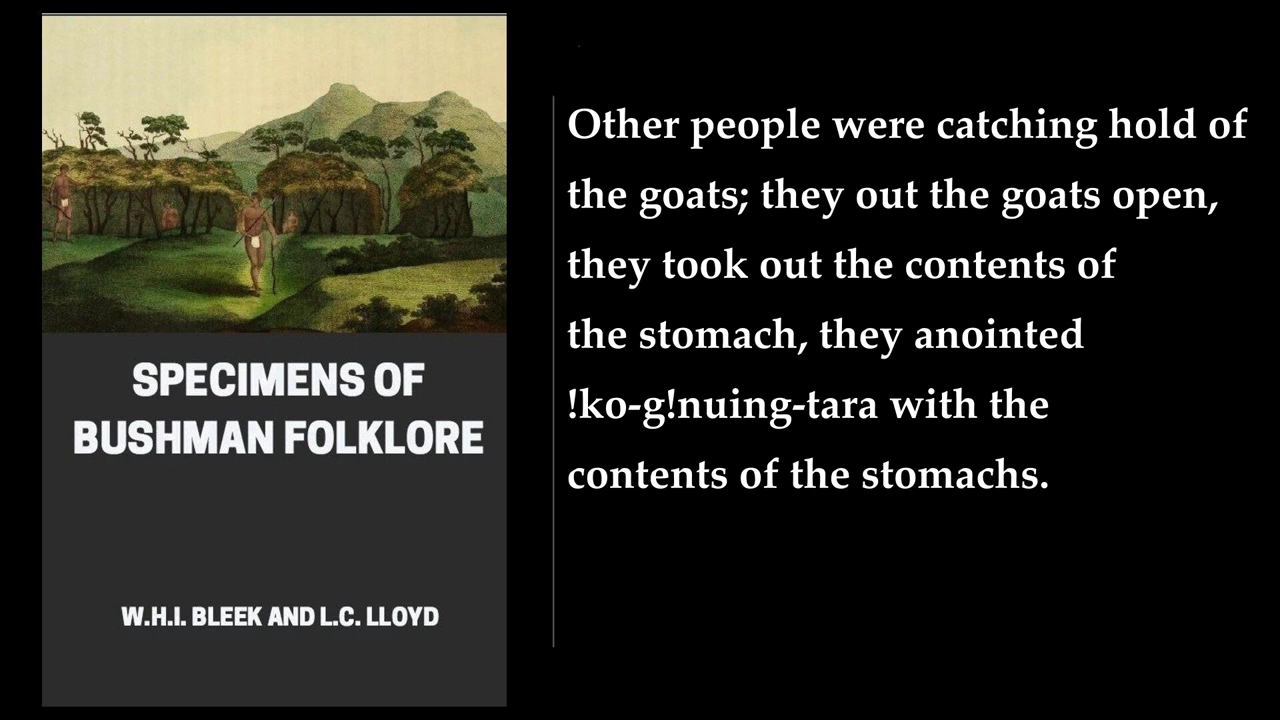 SPECIMENS OF
BUSHMAN FOLKLORE
W.H.I. BLEEK AND L.C. LLOYD
Other people were catching hold of
the goats; they out the goats open,
they took out the contents of
the stomach, they anointed
!ko-g!nuing-tara with the
contents of the stomachs.